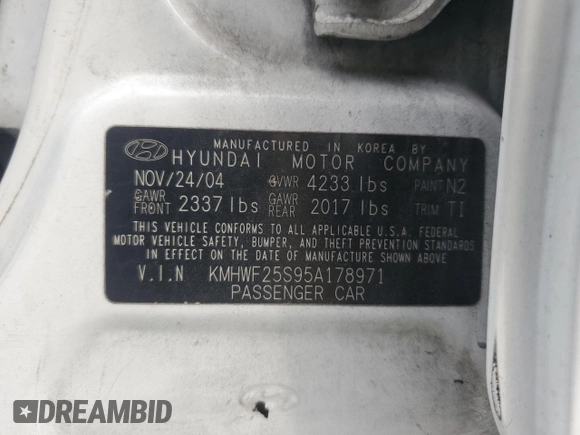 MANUFACTURED IN KOREA BY
HYUNDAI MOTOR COMPANY
NOV/24/04 GVWR 4233 lbs PAINT N2
GAWR FRONT 2337 lbs GAWR REAR 2017 lbs TRIM TI
THIS VEHICLE CONFORMS TO ALL APPLICABLE U.S.A. FEDERAL
MOTOR VEHICLE SAFETY, BUMPER, AND THEFT PREVENTION STANDARDS
IN EFFECT ON THE DATE OF MANUFACTURE SHOWN ABOVE.
V.I.N KMHWF25S95A178971
PASSENGER CAR
DREAMBID